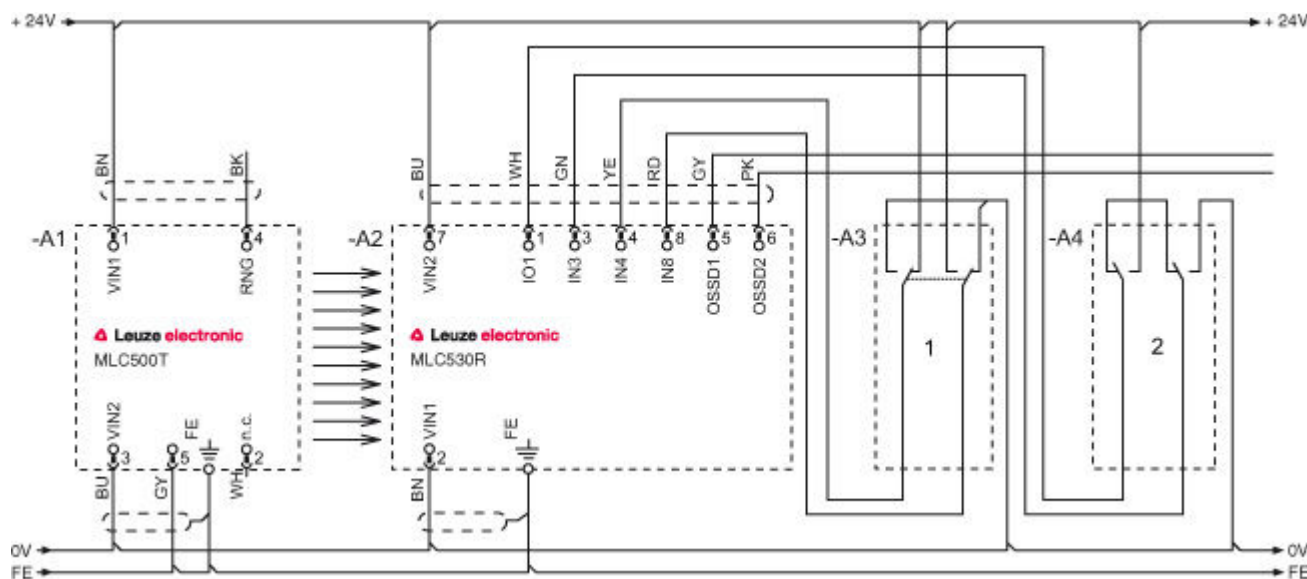 + 24V
+ 24V
BN
BK
BU
WH
GN
YE
RD
GY
PK
-A1
1
4
-A2
7
1
3
4
8
5
6
-A3
-A4
VIN1
RNG
VIN2
IO1
IN3
IN4
IN8
OSSD1
OSSD2
Leuze electronic
MLC500T
Leuze electronic
MLC530R
1
2
VIN2
FE
n.c.
VIN1
FE
3
5
2
2
BU
GY
WH
BN
0V
0V
FE
FE